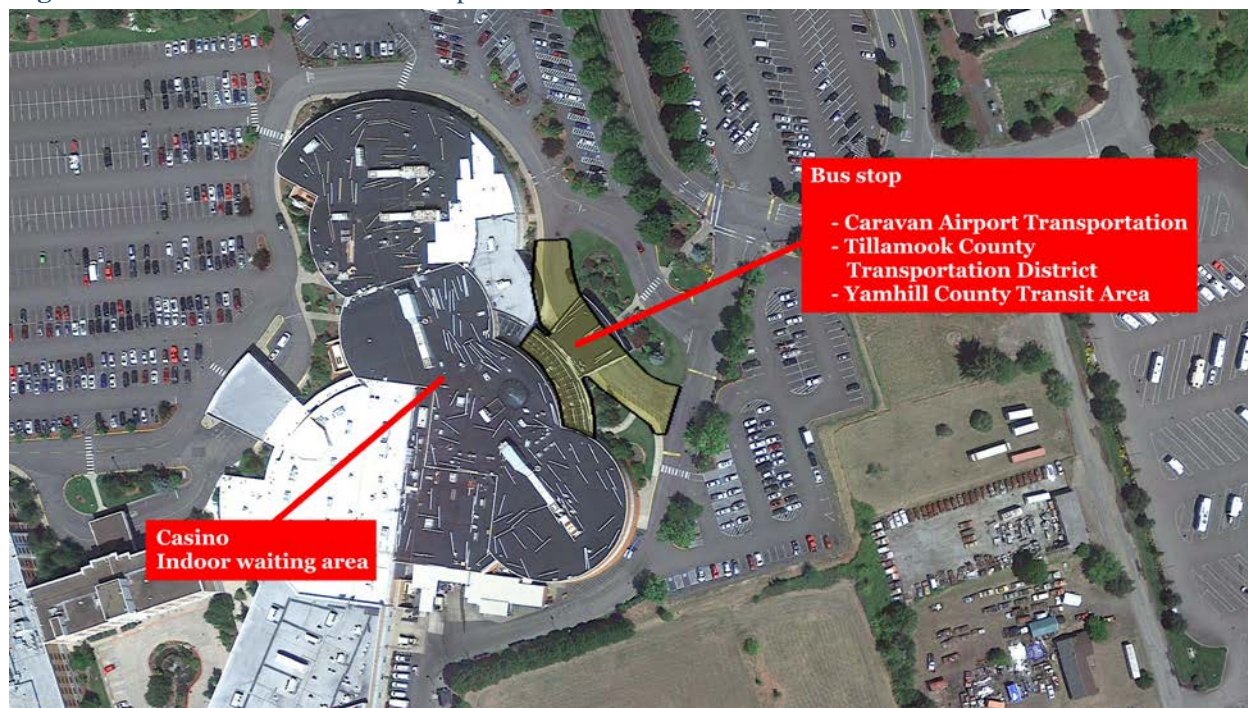 Bus stop
- Caravan Airport Transportation
- Tillamook County
Transportation District
- Yamhill County Transit Area
Casino
Indoor waiting area